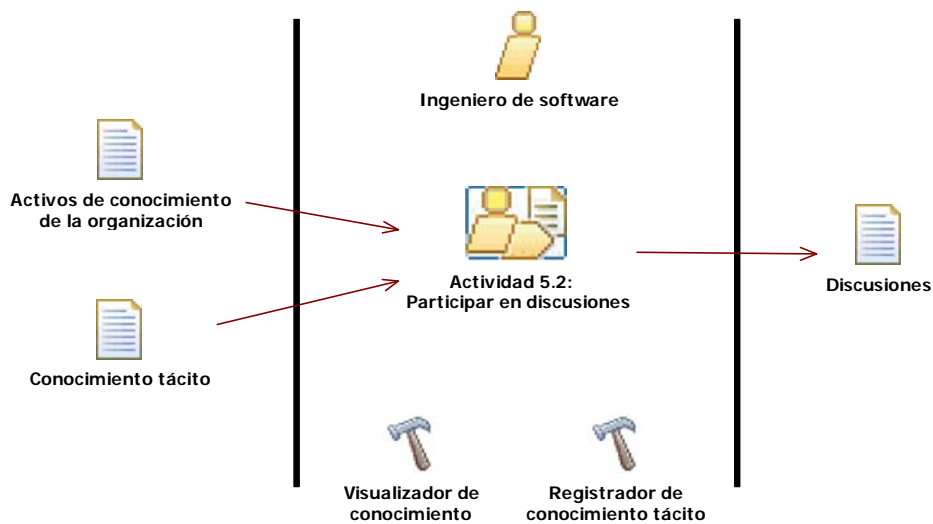 Ingeniero de software
Activos de conocimiento
de la organización
Actividad 5.2:
Participar en discusiones
Discusiones
Conocimiento tácito
Visualizador de
conocimiento
Registrador de
conocimiento tácito